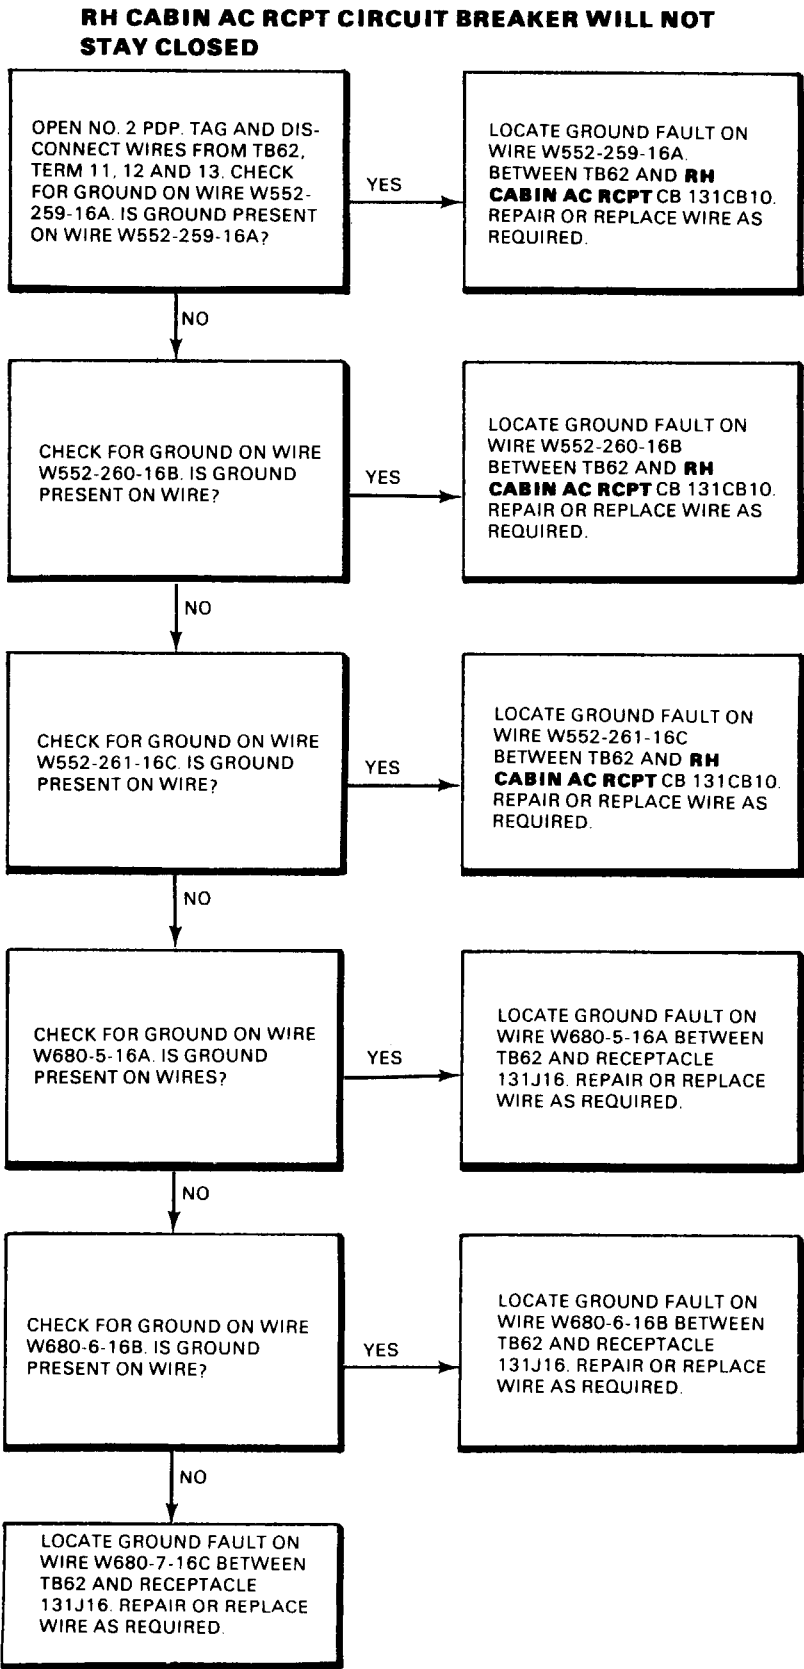 RH CABIN AC RCPT CIRCUIT BREAKER WILL NOT
STAY CLOSED
OPEN NO. 2 PDP. TAG AND DIS-
CONNECT WIRES FROM TB62,
TERM 11, 12 AND 13. CHECK
FOR GROUND ON WIRE W552-
259-16A. IS GROUND PRESENT
ON WIRE W552-259-16A?
YES
LOCATE GROUND FAULT ON
WIRE W552-259-16A.
BETWEEN TB62 AND RH
CABIN AC RCPT CB 131CB10.
REPAIR OR REPLACE WIRE AS
REQUIRED.
NO
CHECK FOR GROUND ON WIRE
W552-260-16B. IS GROUND
PRESENT ON WIRE?
YES
LOCATE GROUND FAULT ON
WIRE W552-260-16B
BETWEEN TB62 AND RH
CABIN AC RCPT CB 131CB10.
REPAIR OR REPLACE WIRE AS
REQUIRED.
NO
CHECK FOR GROUND ON WIRE
W552-261-16C. IS GROUND
PRESENT ON WIRE?
YES
LOCATE GROUND FAULT ON
WIRE W552-261-16C
BETWEEN TB62 AND RH
CABIN AC RCPT CB 131CB10.
REPAIR OR REPLACE WIRE AS
REQUIRED.
NO
CHECK FOR GROUND ON WIRE
W680-5-16A. IS GROUND
PRESENT ON WIRES?
YES
LOCATE GROUND FAULT ON
WIRE W680-5-16A BETWEEN
TB62 AND RECEPTACLE
131J16. REPAIR OR REPLACE
WIRE AS REQUIRED.
NO
CHECK FOR GROUND ON WIRE
W680-6-16B. IS GROUND
PRESENT ON WIRE?
YES
LOCATE GROUND FAULT ON
WIRE W680-6-16B BETWEEN
TB62 AND RECEPTACLE
131J16. REPAIR OR REPLACE
WIRE AS REQUIRED.
NO
LOCATE GROUND FAULT ON
WIRE W680-7-16C BETWEEN
TB62 AND RECEPTACLE
131J16. REPAIR OR REPLACE
WIRE AS REQUIRED.